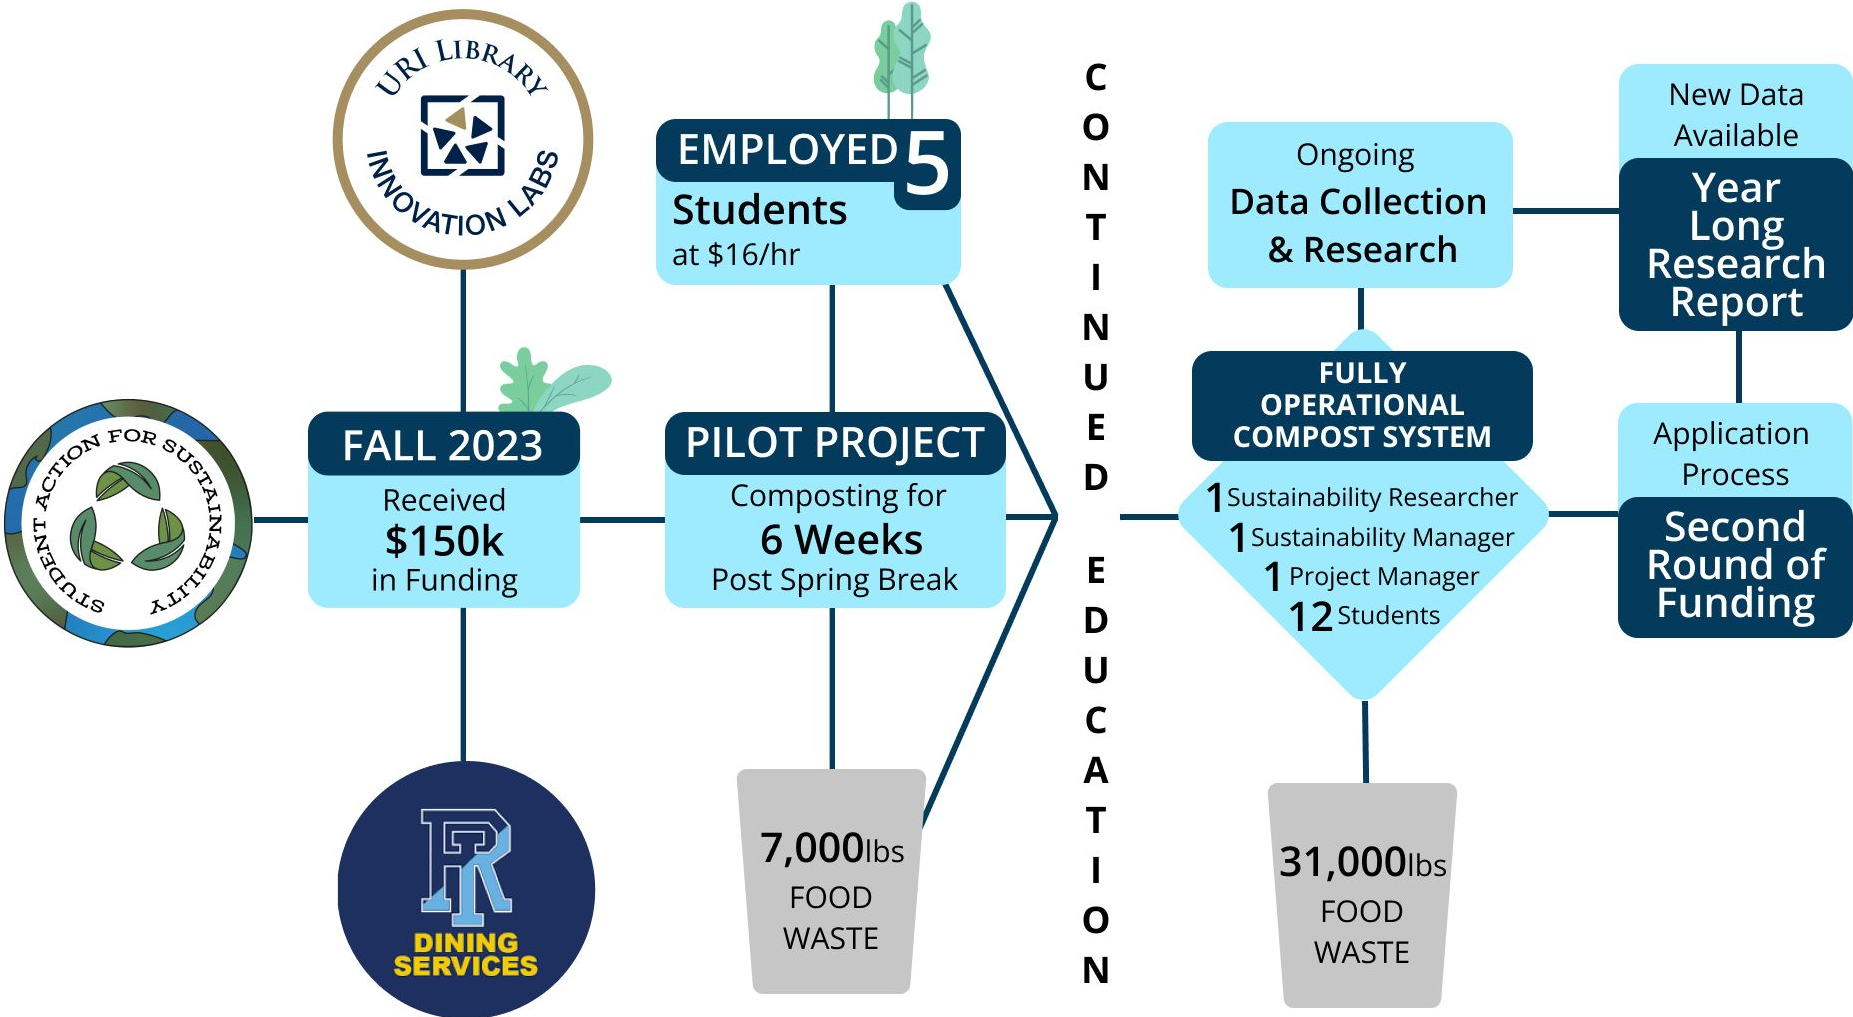 URI LIBRARY
INNOVATION LABS
STUDENT ACTION FOR SUSTAINABILITY
FALL 2023
Received
$150k
in Funding
RI
DINING
SERVICES
EMPLOYED 5
Students
at $16/hr
PILOT PROJECT
Composting for
6 Weeks
Post Spring Break
7,000lbs
FOOD
WASTE
CONTINUED
EDUCATION
Ongoing
Data Collection
& Research
FULLY
OPERATIONAL
COMPOST SYSTEM
1 Sustainability Researcher
1 Sustainability Manager
1 Project Manager
12 Students
31,000lbs
FOOD
WASTE
New Data
Available
Year
Long
Research
Report
Application
Process
Second
Round of
Funding